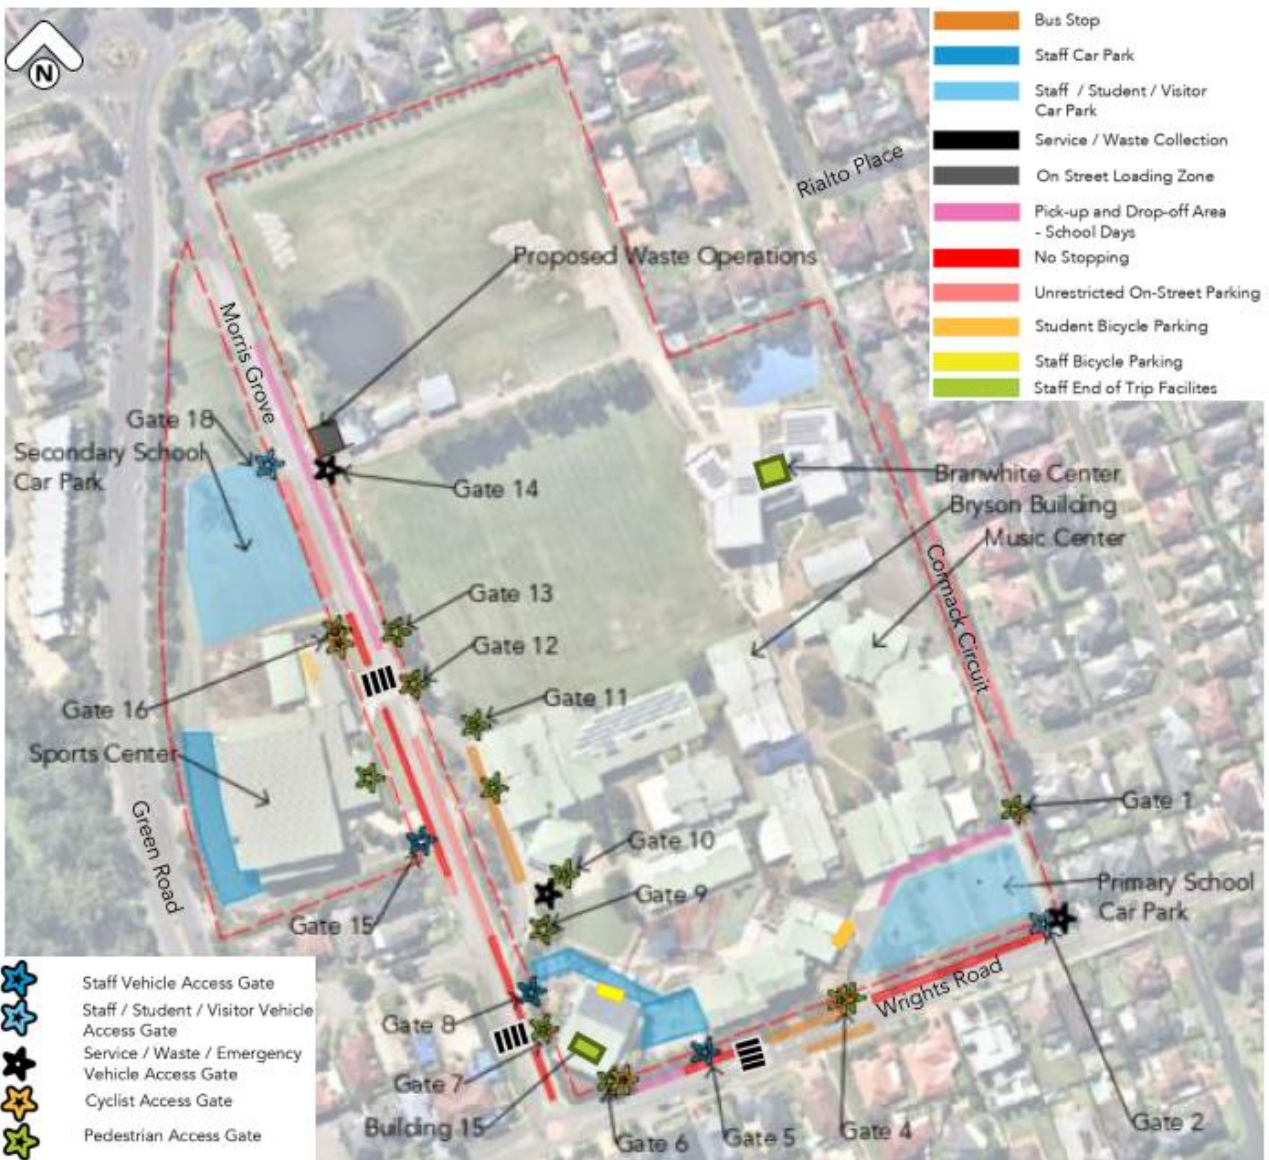 N
Bus Stop
Staff Car Park
Staff / Student / Visitor
Car Park
Service / Waste Collection
On Street Loading Zone
Pick-up and Drop-off Area
- School Days
No Stopping
Unrestricted On-Street Parking
Student Bicycle Parking
Staff Bicycle Parking
Staff End of Trip Facilites
Rialto Place
Proposed Waste Operations
Morris Grove
Gate 18
Secondary School
Car Park
Gate 14
Branwhite Center
Bryson Building
Music Center
Cormack Circuit
Gate 13
Gate 12
Gate 11
Gate 16
Sports Center
Green Road
Gate 1
Gate 10
Gate 9
Primary School
Car Park
Gate 15
Wrights Road
Gate 8
Gate 7
Building 15
Gate 6
Gate 5
Gate 4
Gate 2
Staff Vehicle Access Gate
Staff / Student / Visitor Vehicle
Access Gate
Service / Waste / Emergency
Vehicle Access Gate
Cyclist Access Gate
Pedestrian Access Gate